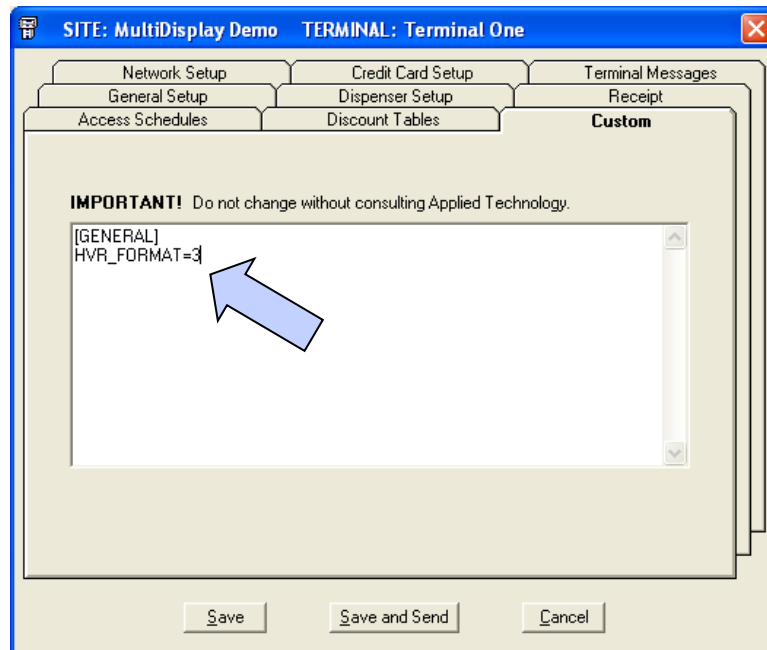 SITE: MultiDisplay Demo TERMINAL: Terminal One
Network Setup Credit Card Setup Terminal Messages
General Setup Dispenser Setup Receipt
Access Schedules Discount Tables Custom
IMPORTANT! Do not change without consulting Applied Technology.
[GENERAL]
HVR_FORMAT=3
Save Save and Send Cancel